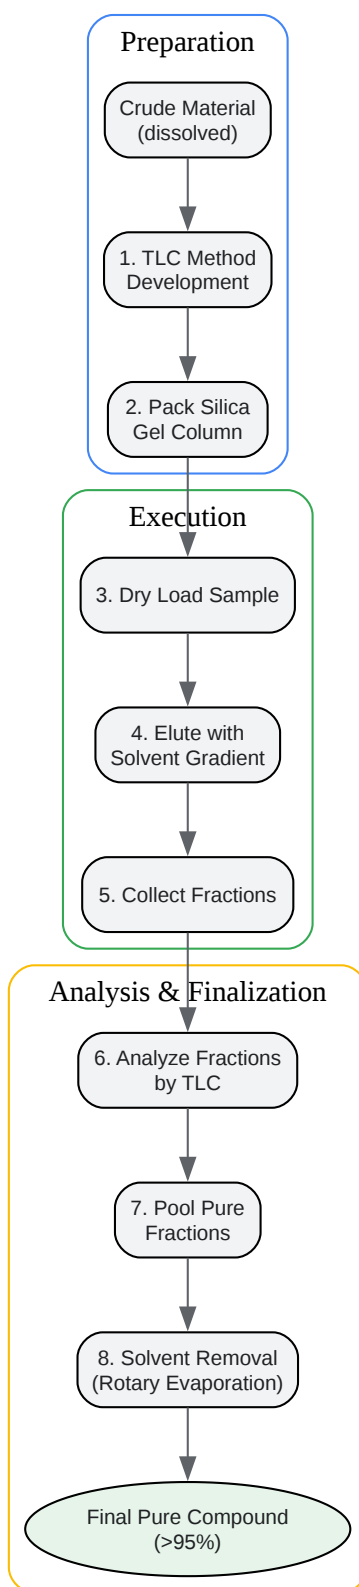 Preparation
Crude Material
(dissolved)
1. TLC Method
Development
2. Pack Silica
Gel Column
Execution
3. Dry Load Sample
4. Elute with
Solvent Gradient
5. Collect Fractions
Analysis & Finalization
6. Analyze Fractions
by TLC
7. Pool Pure
Fractions
8. Solvent Removal
(Rotary Evaporation)
Final Pure Compound
(>95%)